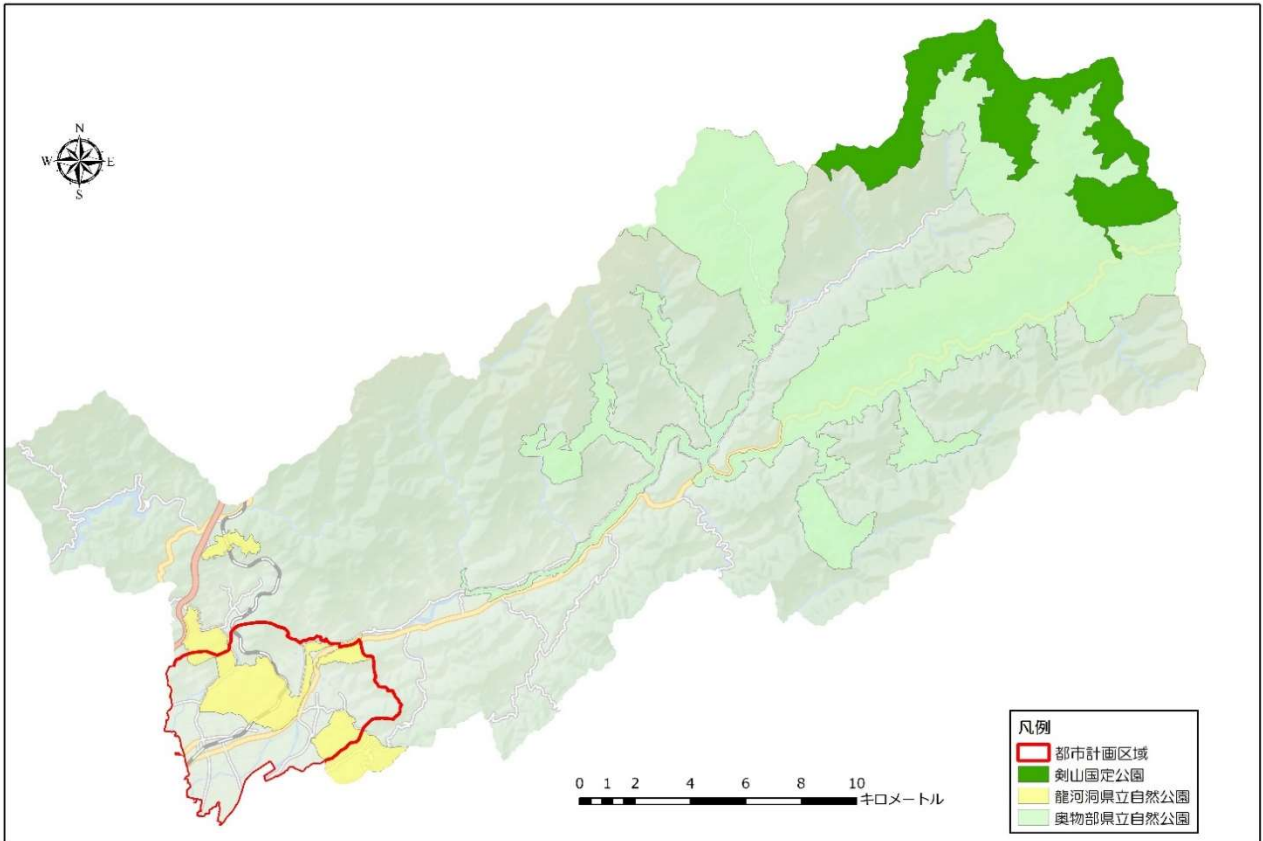 N
W E
S
0 1 2 4 6 8 10
キロメートル
凡例
都市計画区域
剣山国定公園
龍河洞県立自然公園
奥物部県立自然公園